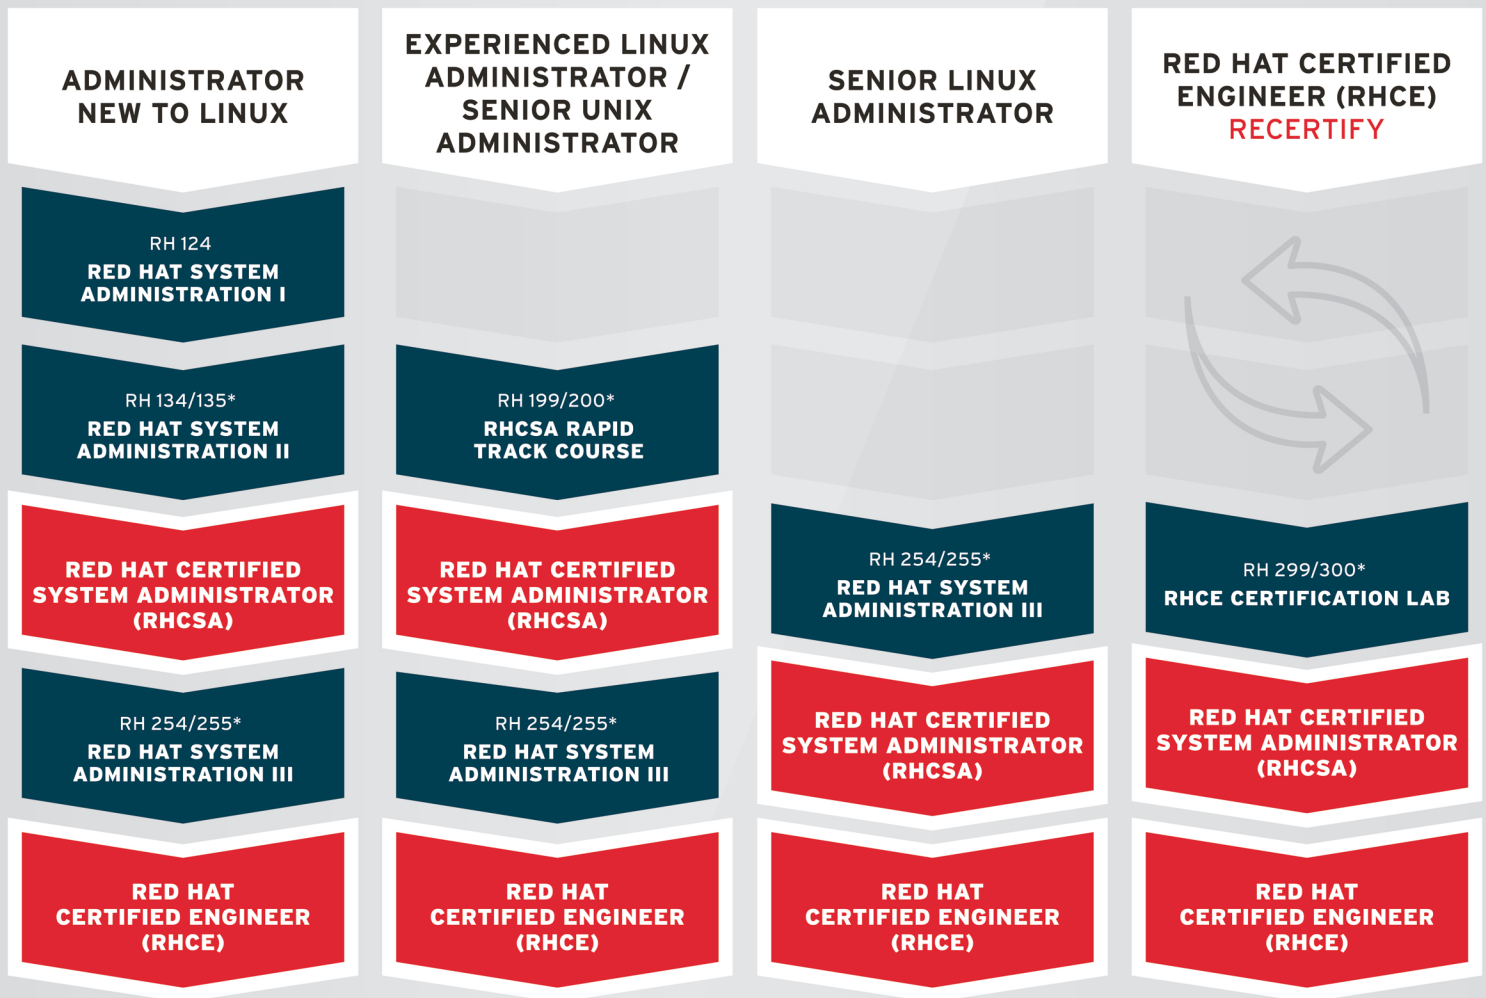 ADMINISTRATOR
NEW TO LINUX
RH 124
RED HAT SYSTEM
ADMINISTRATION I
RH 134/135*
RED HAT SYSTEM
ADMINISTRATION II
RED HAT CERTIFIED
SYSTEM ADMINISTRATOR
(RHCSA)
RH 254/255*
RED HAT SYSTEM
ADMINISTRATION III
RED HAT
CERTIFIED ENGINEER
(RHCE)
EXPERIENCED LINUX
ADMINISTRATOR /
SENIOR UNIX
ADMINISTRATOR
RH 199/200*
RHCSA RAPID
TRACK COURSE
RED HAT CERTIFIED
SYSTEM ADMINISTRATOR
(RHCSA)
RH 254/255*
RED HAT SYSTEM
ADMINISTRATION III
RED HAT
CERTIFIED ENGINEER
(RHCE)
SENIOR LINUX
ADMINISTRATOR
RH 254/255*
RED HAT SYSTEM
ADMINISTRATION III
RED HAT CERTIFIED
SYSTEM ADMINISTRATOR
(RHCSA)
RED HAT
CERTIFIED ENGINEER
(RHCE)
RED HAT CERTIFIED
ENGINEER (RHCE)
RECERTIFY
RH 299/300*
RHCE CERTIFICATION LAB
RED HAT CERTIFIED
SYSTEM ADMINISTRATOR
(RHCSA)
RED HAT
CERTIFIED ENGINEER
(RHCE)